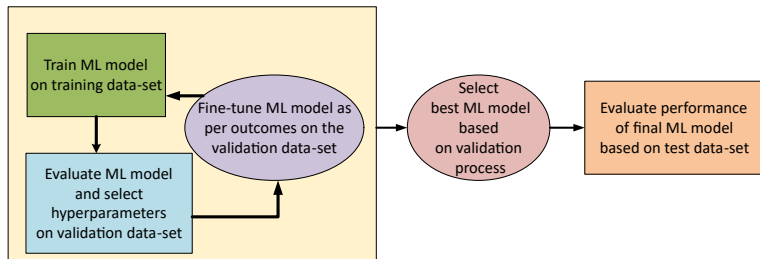 Train ML model
on training data-set
Fine-tune ML model as
per outcomes on the
validation data-set
Evaluate ML model
and select
hyperparameters
on validation data-set
Select
best ML model
based
on validation
process
Evaluate performance
of final ML model
based on test data-set